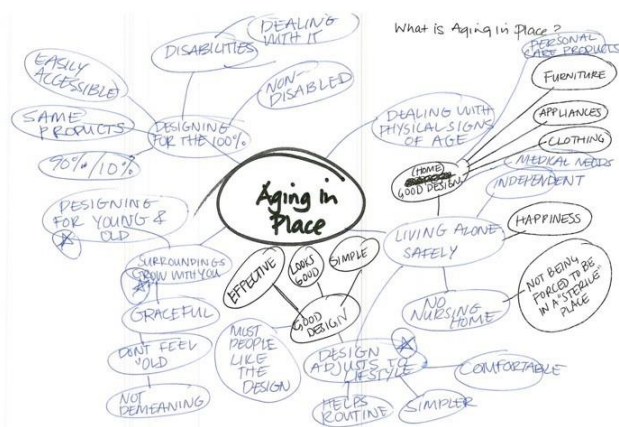 What is Aging in Place?
DEALING
WITH IT
DISABILITIES
EASILY
ACCESSIBLE
NON-
DISABLED
SAME
PRODUCTS
DESIGNING
FOR THE 100%
90%/10%
PERSONAL
CARE PRODUCTS
FURNITURE
APPLIANCES
CLOTHING
MEDICAL NEEDS
DEALING WITH
PHYSICAL SIGNS
OF AGE
(HOME)
GOOD DESIGN
INDEPENDENT
Aging in
Place
DESIGNING
FOR YOUNG &
OLD
SURROUNDINGS
GROW WITH YOU
GRACEFUL
DON'T FEEL
"OLD"
NOT
DEMEANING
LIVING ALONE
SAFELY
HAPPINESS
NO
NURSING
HOME
NOT BEING
FORCED TO BE
IN A "STERILE"
PLACE
EFFECTIVE
LOOKS
GOOD
SIMPLE
GOOD
DESIGN
MOST
PEOPLE
LIKE
THE
DESIGN
DESIGN
ADJUSTS TO
LIFESTYLE
COMFORTABLE
HELPS
ROUTINE
SIMPLER